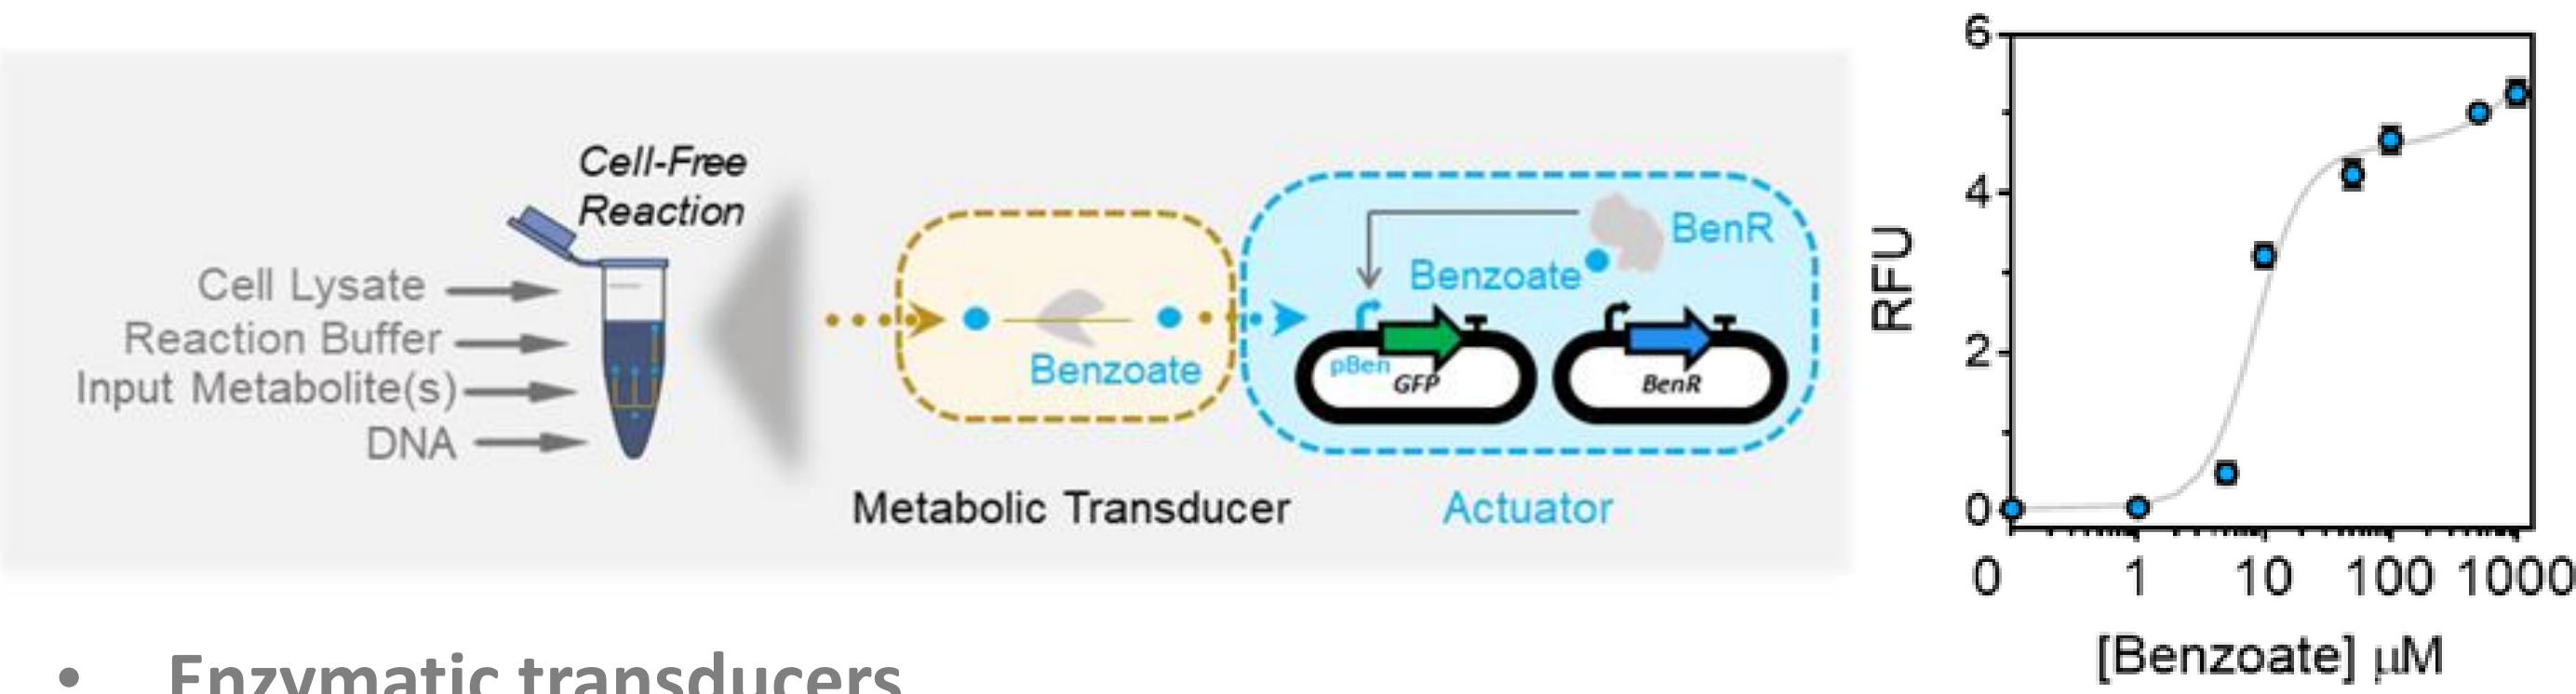 Cell-Free
Reaction
Cell Lysate
Reaction Buffer
Input Metabolite(s)
DNA
Benzoate
Metabolic Transducer
BenR
Benzoate
pBen
GFP
BenR
Actuator
RFU
6
4
2
0
0 1 10 100 1000
[Benzoate] µM
• Enzymatic transducers